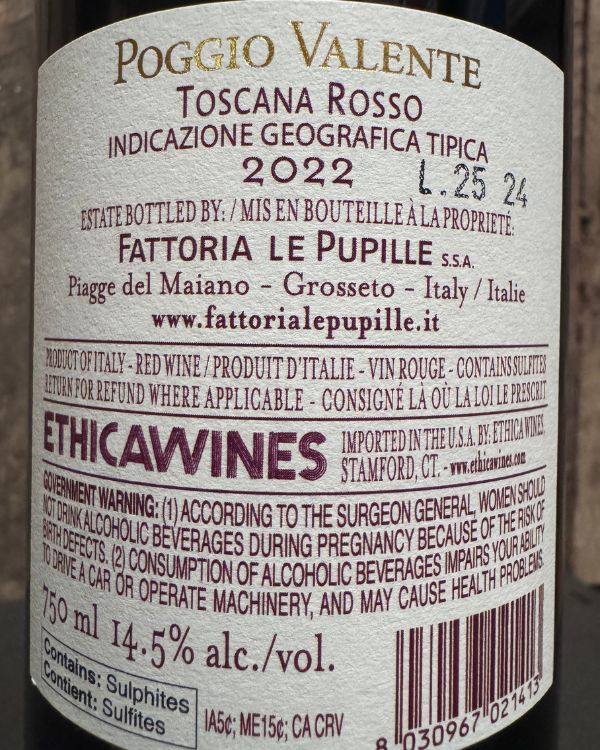 POGGIO VALENTE
TOSCANA ROSSO
INDICAZIONE GEOGRAFICA TIPICA
2022
L.25 24
ESTATE BOTTLED BY: / MIS EN BOUTEILLE À LA PROPRIETÉ:
FATTORIA LE PUPILLE S.S.A.
Piagge del Maiano - Grosseto - Italy / Italie
www.fattorialepupille.it
PRODUCT OF ITALY - RED WINE / PRODUIT D'ITALIE - VIN ROUGE - CONTAINS SULPITES
RETURN FOR REFUND WHERE APPLICABLE - CONSIGNÉ LÀ OÙ LA LOI LE PRESCRIT
ETHICAWINES
IMPORTED IN THE U.S.A. BY: ETHICA WINES,
STAMFORD, CT. - www.ethicawines.com
GOVERNMENT WARNING: (1) ACCORDING TO THE SURGEON GENERAL, WOMEN SHOULD
NOT DRINK ALCOHOLIC BEVERAGES DURING PREGNANCY BECAUSE OF THE RISK OF
BIRTH DEFECTS. (2) CONSUMPTION OF ALCOHOLIC BEVERAGES IMPAIRS YOUR ABILITY
TO DRIVE A CAR OR OPERATE MACHINERY, AND MAY CAUSE HEALTH PROBLEMS.
750 ml 14.5% alc./vol.
Contains: Sulphites
Contient: Sulfites
IA5¢; ME15¢; CA CRV
8 030967 021413